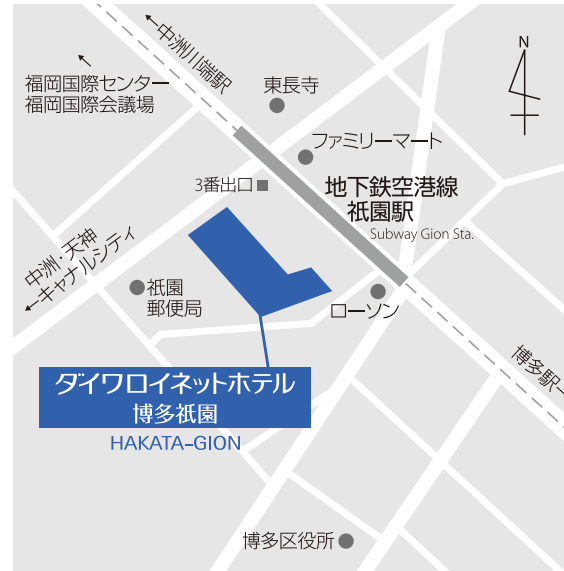 中洲川端駅
N
福岡国際センター
福岡国際会議場
東長寺
ファミリーマート
3番出口
地下鉄空港線
祇園駅
Subway Gion Sta.
中洲・天神
キャナルシティ
祇園
郵便局
ローソン
博多駅
ダイワロイネットホテル
博多祇園
HAKATA-GION
博多区役所